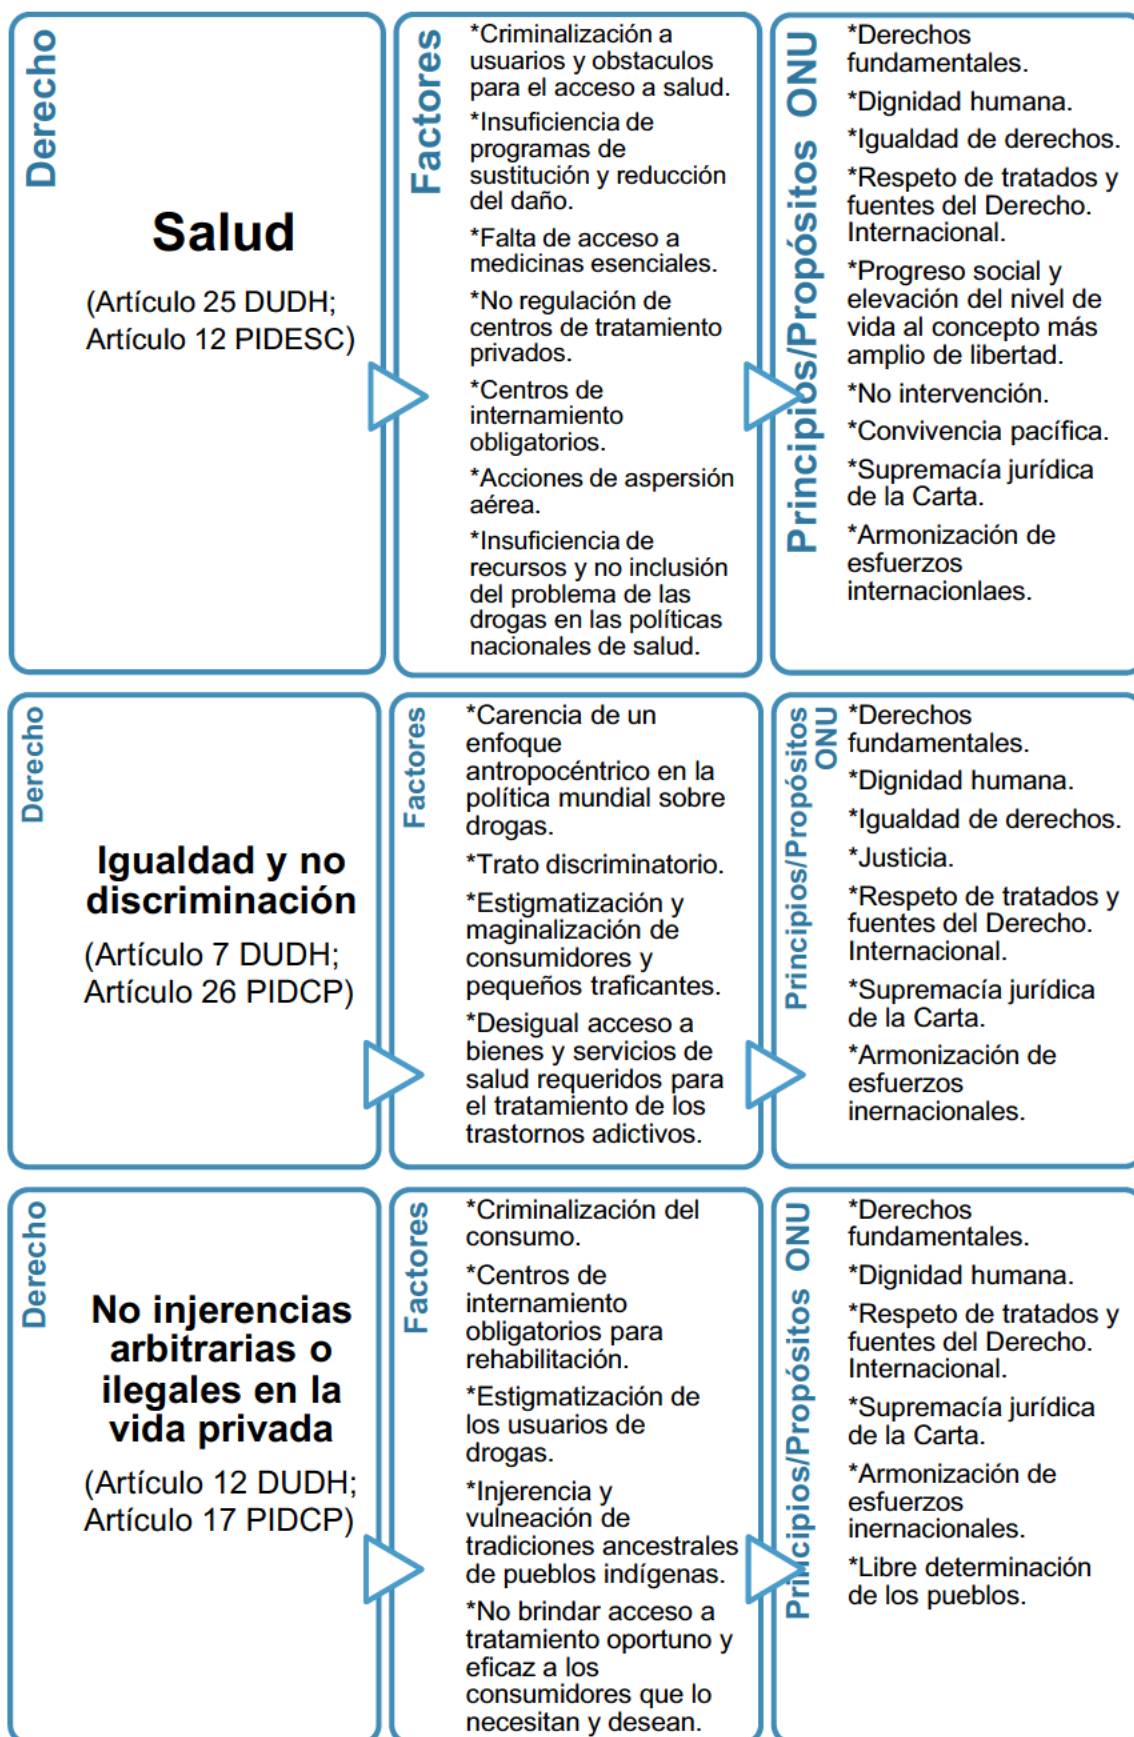 Derecho
Salud
(Artículo 25 DUDH;
Artículo 12 PIDESC)
Factores
*Criminalización a
usuarios y obstaculos
para el acceso a salud.
*Insuficiencia de
programas de
sustitución y reducción
del daño.
*Falta de acceso a
medicinas esenciales.
*No regulación de
centros de tratamiento
privados.
*Centros de
internamiento
obligatorios.
*Acciones de aspersión
aérea.
*Insuficiencia de
recursos y no inclusión
del problema de las
drogas en las políticas
nacionales de salud.
Principios/Propósitos ONU
*Derechos
fundamentales.
*Dignidad humana.
*Igualdad de derechos.
*Respeto de tratados y
fuentes del Derecho.
Internacional.
*Progreso social y
elevación del nivel de
vida al concepto más
amplio de libertad.
*No intervención.
*Convivencia pacífica.
*Supremacía jurídica
de la Carta.
*Armonización de
esfuerzos
internacionlaes.
Derecho
Igualdad y no
discriminación
(Artículo 7 DUDH;
Artículo 26 PIDCP)
Factores
*Carencia de un
enfoque
antropocéntrico en la
política mundial sobre
drogas.
*Trato discriminatorio.
*Estigmatización y
maginalización de
consumidores y
pequeños traficantes.
*Desigual acceso a
bienes y servicios de
salud requeridos para
el tratamiento de los
trastornos adictivos.
Principios/Propósitos
ONU
*Derechos
fundamentales.
*Dignidad humana.
*Igualdad de derechos.
*Justicia.
*Respeto de tratados y
fuentes del Derecho.
Internacional.
*Supremacía jurídica
de la Carta.
*Armonización de
esfuerzos
inernacionales.
Derecho
No injerencias
arbitrarias o
ilegales en la
vida privada
(Artículo 12 DUDH;
Artículo 17 PIDCP)
Factores
*Criminalización del
consumo.
*Centros de
internamiento
obligatorios para
rehabilitación.
*Estigmatización de
los usuarios de
drogas.
*Injerencia y
vulneación de
tradiciones ancestrales
de pueblos indígenas.
*No brindar acceso a
tratamiento oportuno y
eficaz a los
consumidores que lo
necesitan y desean.
Principios/Propósitos ONU
*Derechos
fundamentales.
*Dignidad humana.
*Respeto de tratados y
fuentes del Derecho.
Internacional.
*Supremacía jurídica
de la Carta.
*Armonización de
esfuerzos
inernacionales.
*Libre determinación
de los pueblos.